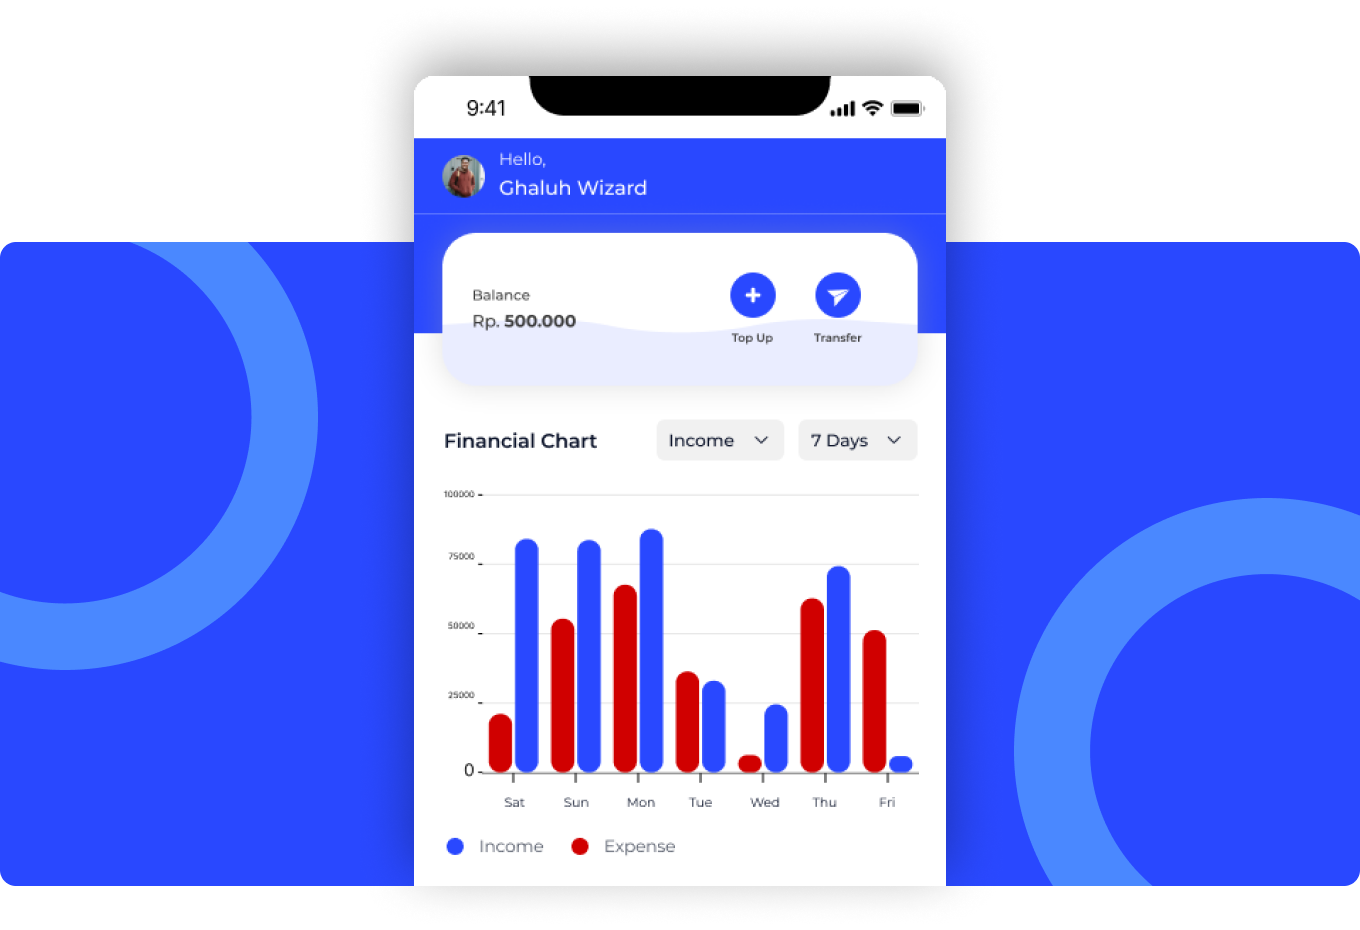 9:41
Hello,
Ghaluh Wizard
Balance
Rp. 500.000
Top Up
Transfer
Financial Chart
Income
7 Days
100000
75000
50000
25000
0
Sat Sun Mon Tue Wed Thu Fri
Income Expense